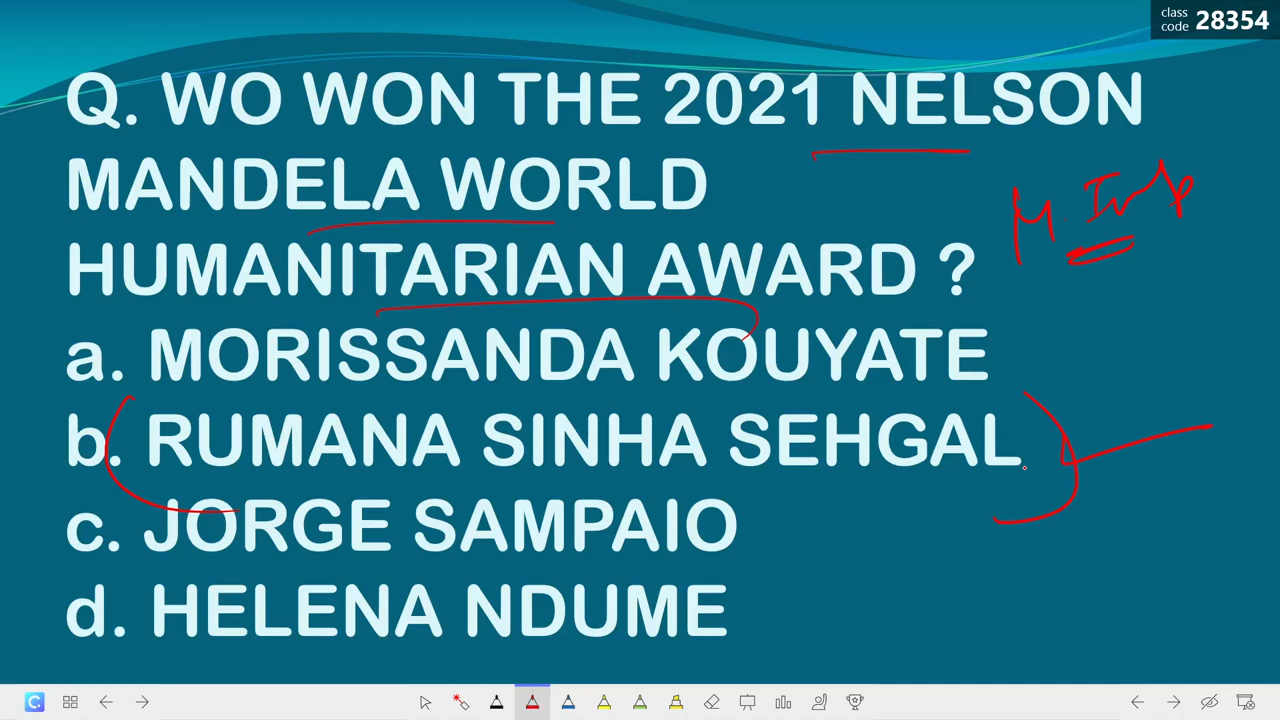 class
code 28354
Q. WO WON THE 2021 NELSON
MANDELA WORLD
HUMANITARIAN AWARD ?
M. Imp
a. MORISSANDA KOUYATE
b. RUMANA SINHA SEHGAL
c. JORGE SAMPAIO
d. HELENA NDUME